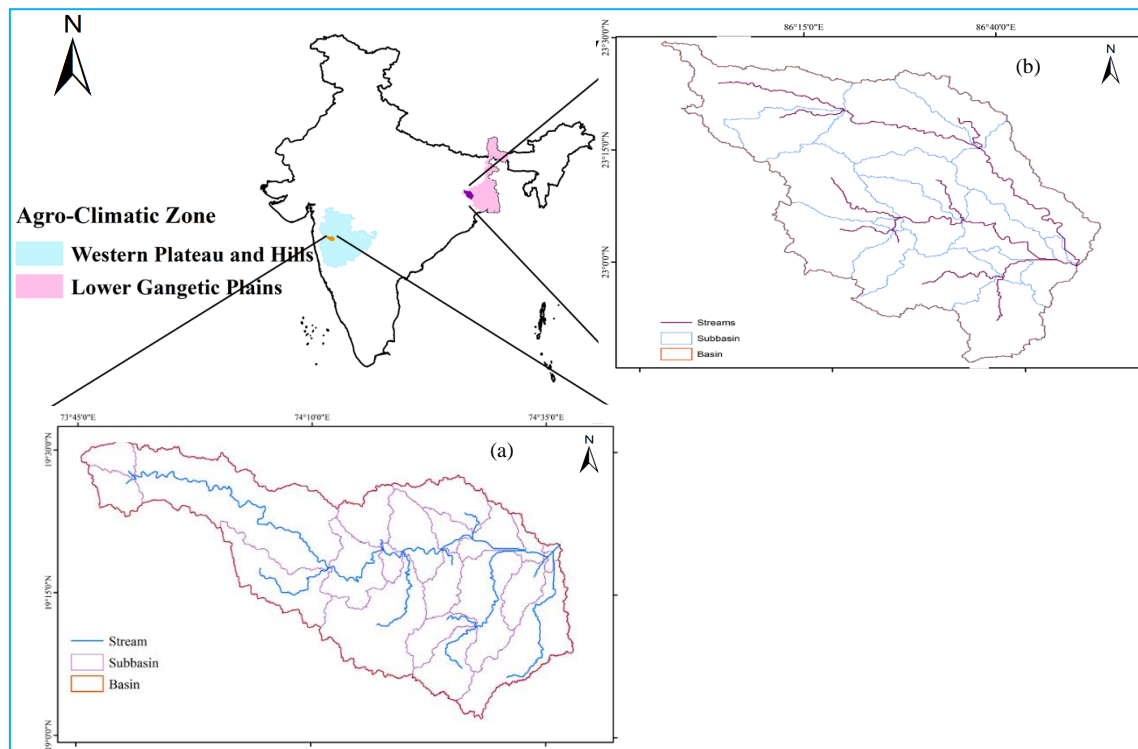 N
Agro-Climatic Zone
Western Plateau and Hills
Lower Gangetic Plains
86°15'0"E 86°40'0"E
23°30'0"N
23°15'0"N
23°0'0"N
(b)
N
Streams
Subbasin
Basin
73°45'0"E 74°10'0"E 74°35'0"E
19°30'0"N
19°15'0"N
19°0'0"N
(a)
N
Stream
Subbasin
Basin